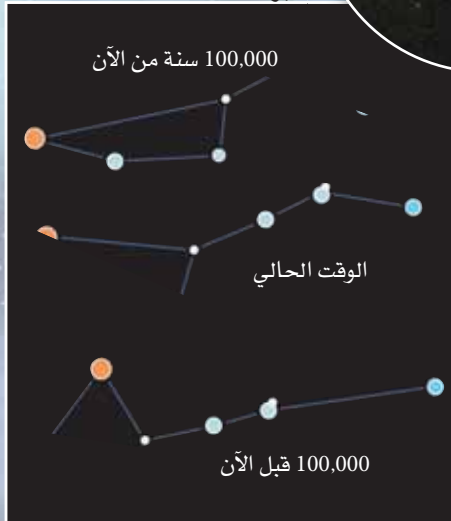 100,000 سنة من الآن
الوقت الحالي
100,000 قبل الآن